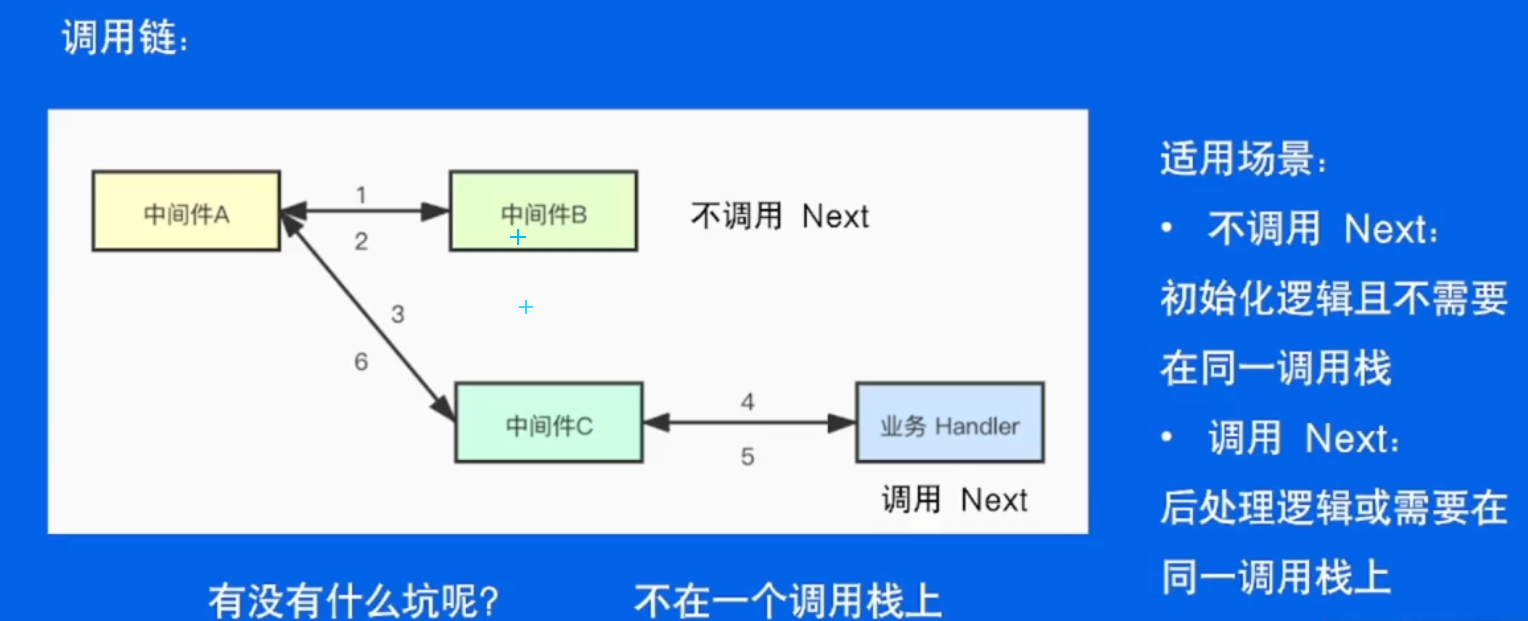 调用链：
中间件A
1
2
中间件B
不调用 Next
3
6
中间件C
4
5
业务 Handler
调用 Next
适用场景：
• 不调用 Next：
初始化逻辑且不需要
在同一调用栈
• 调用 Next：
后处理逻辑或需要在
同一调用栈上
有没有什么坑呢？
不在一个调用栈上